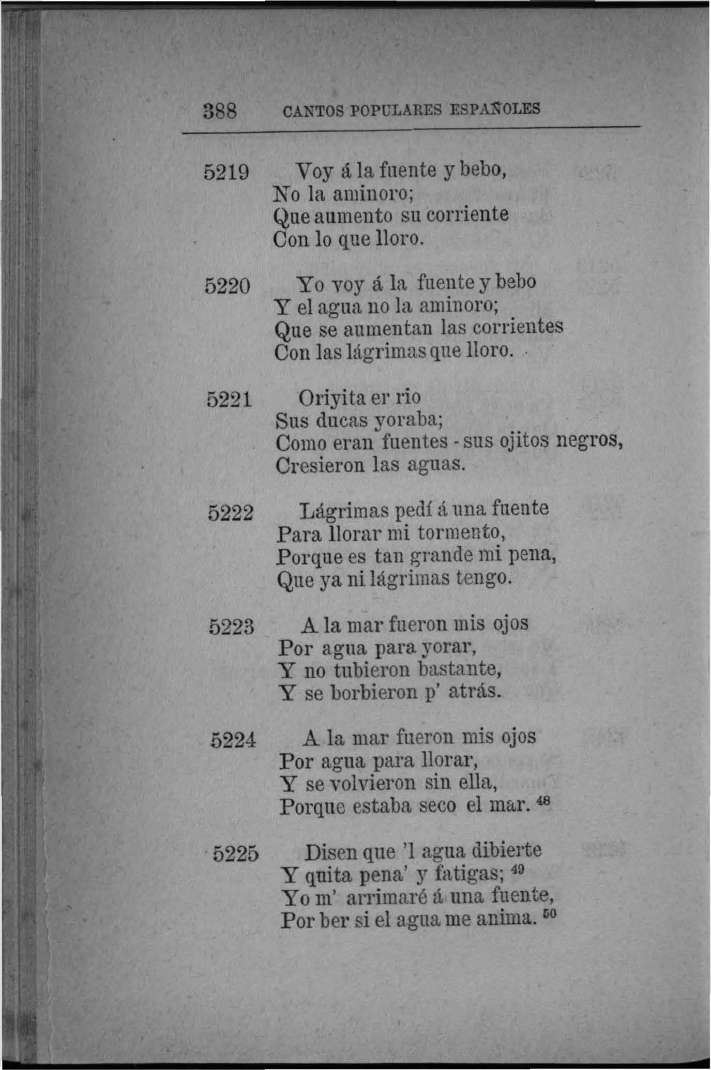 388 CANTOS POPULARES ESPAÑOLES
5219 Voy á la fuente y bebo,
No la aminoro;
Que aumento su corriente
Con lo que lloro.
5220 Yo voy á la fuente y bebo
Y el agua no la aminoro;
Que se aumentan las corrientes
Con las lágrimas que lloro.
5221 Oriyita er rio
Sus ducas yoraba;
Como eran fuentes - sus ojitos negros,
Cresieron las aguas.
5222 Lágrimas pedí á una fuente
Para llorar mi tormento,
Porque es tan grande mi pena,
Que ya ni lágrimas tengo.
5223 A la mar fueron mis ojos
Por agua para yorar,
Y no tubieron bastante,
Y se borbieron p' atrás.
5224 A la mar fueron mis ojos
Por agua para llorar,
Y se volvieron sin ella,
Porque estaba seco el mar. 48
5225 Disen que 'l agua dibierte
Y quita pena' y fatigas; 49
Yo m' arrimaré á una fuente,
Por ber si el agua me anima. 50